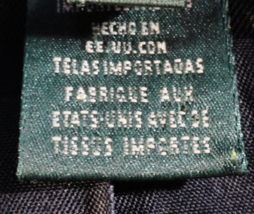 HECHO EN
EE.UU. CON
TELAS IMPORTADAS
FABRIQUE AUX
ETATS-UNIS AVEC DE
TISSUS IMPORTES